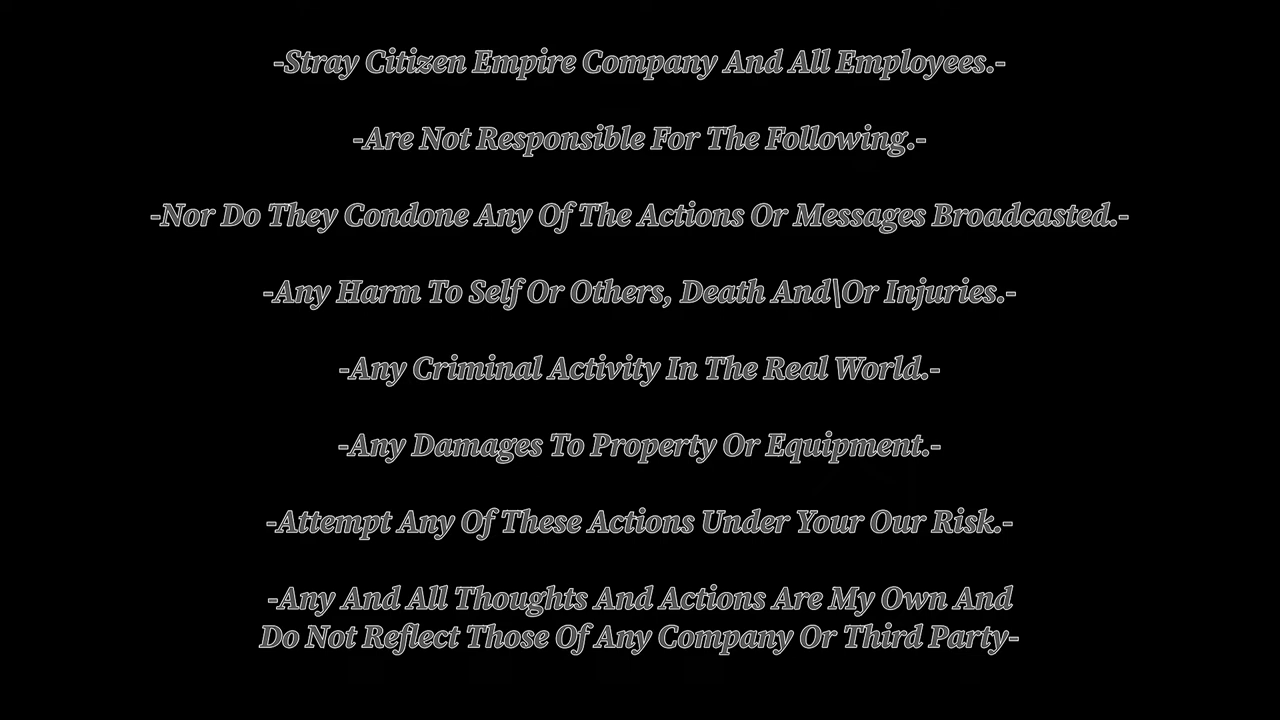 -Stray Citizen Empire Company And All Employees.-
-Are Not Responsible For The Following.-
-Nor Do They Condone Any Of The Actions Or Messages Broadcasted.-
-Any Harm To Self Or Others, Death And\Or Injuries.-
-Any Criminal Activity In The Real World.-
-Any Damages To Property Or Equipment.-
-Attempt Any Of These Actions Under Your Our Risk.-
-Any And All Thoughts And Actions Are My Own And
Do Not Reflect Those Of Any Company Or Third Party-